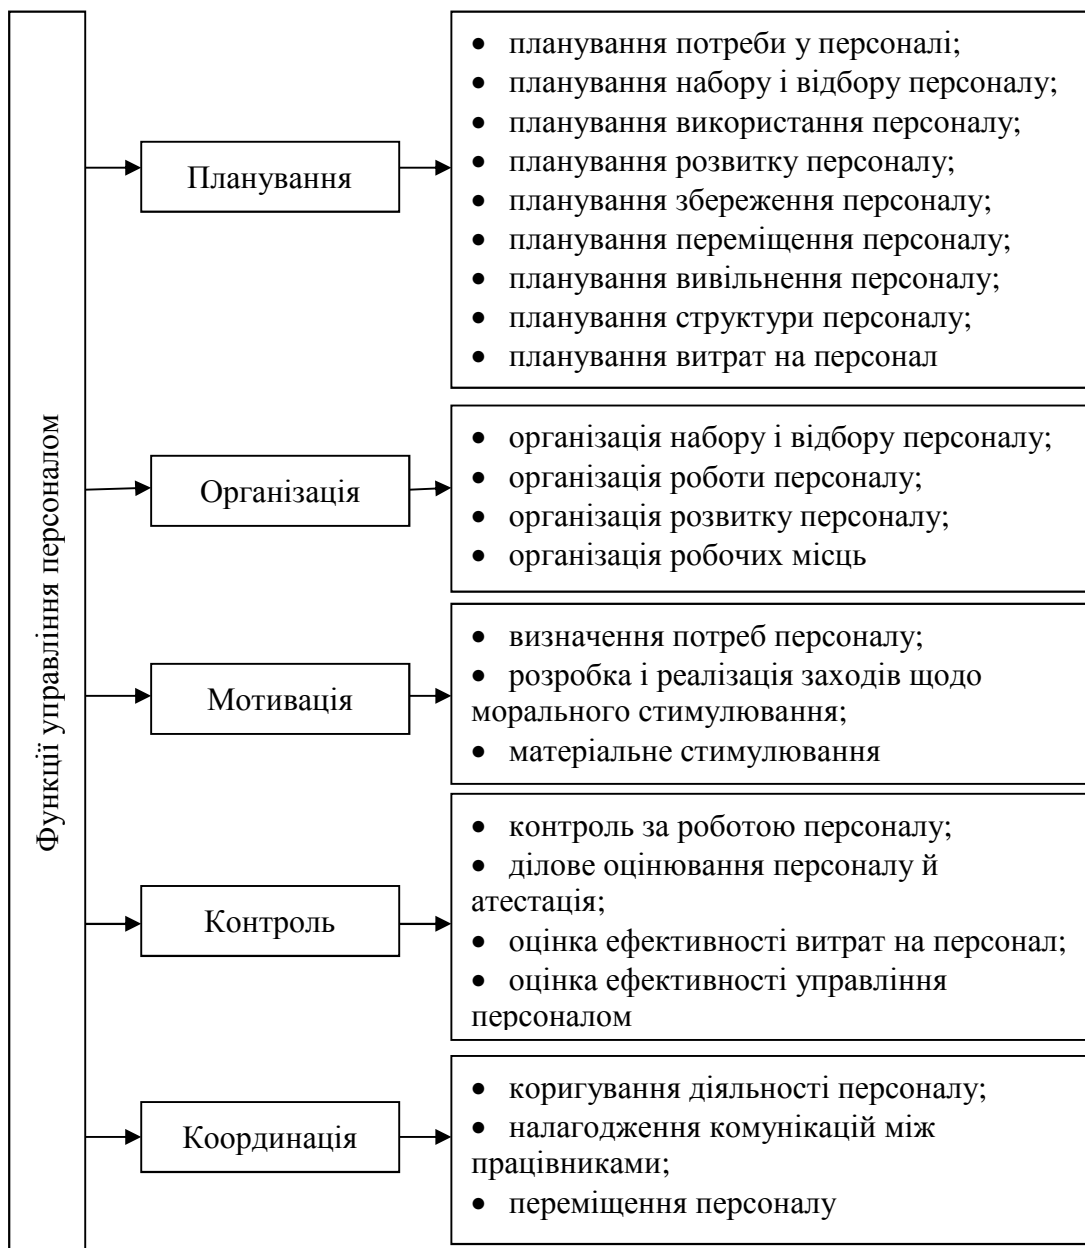 Функції управління персоналом
Планування
• планування потреби у персоналі;
• планування набору і відбору персоналу;
• планування використання персоналу;
• планування розвитку персоналу;
• планування збереження персоналу;
• планування переміщення персоналу;
• планування вивільнення персоналу;
• планування структури персоналу;
• планування витрат на персонал
Організація
• організація набору і відбору персоналу;
• організація роботи персоналу;
• організація розвитку персоналу;
• організація робочих місць
Мотивація
• визначення потреб персоналу;
• розробка і реалізація заходів щодо
морального стимулювання;
• матеріальне стимулювання
Контроль
• контроль за роботою персоналу;
• ділове оцінювання персоналу й
атестація;
• оцінка ефективності витрат на персонал;
• оцінка ефективності управління
персоналом
Координація
• коригування діяльності персоналу;
• налагодження комунікацій між
працівниками;
• переміщення персоналу